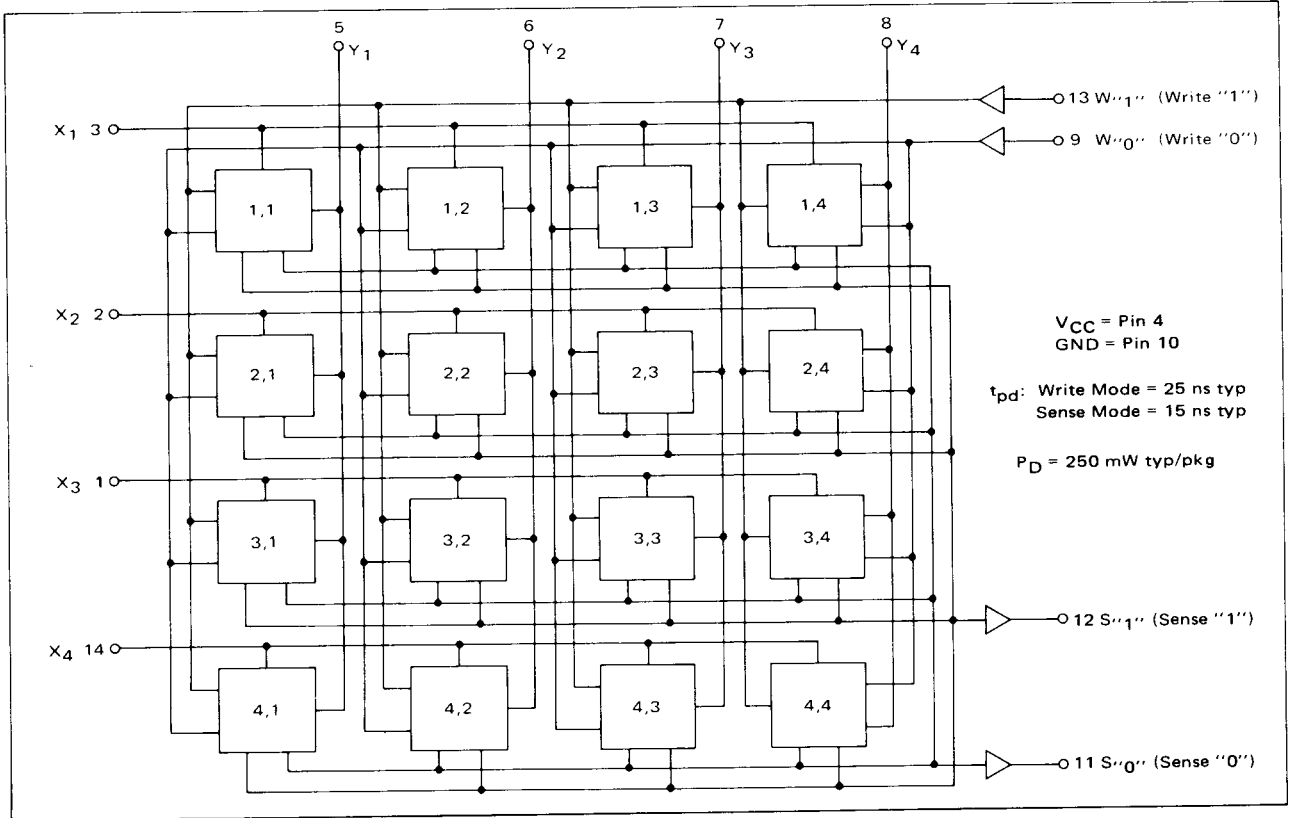 5 6 7 8
Y1 Y2 Y3 Y4
13 W"1" (Write "1")
X1 3
9 W"0" (Write "0")
1,1 1,2 1,3 1,4
X2 2
VCC = Pin 4
GND = Pin 10
2,1 2,2 2,3 2,4
tpd: Write Mode = 25 ns typ
Sense Mode = 15 ns typ
PD = 250 mW typ/pkg
X3 1
3,1 3,2 3,3 3,4
12 S"1" (Sense "1")
X4 14
4,1 4,2 4,3 4,4
11 S"0" (Sense "0")